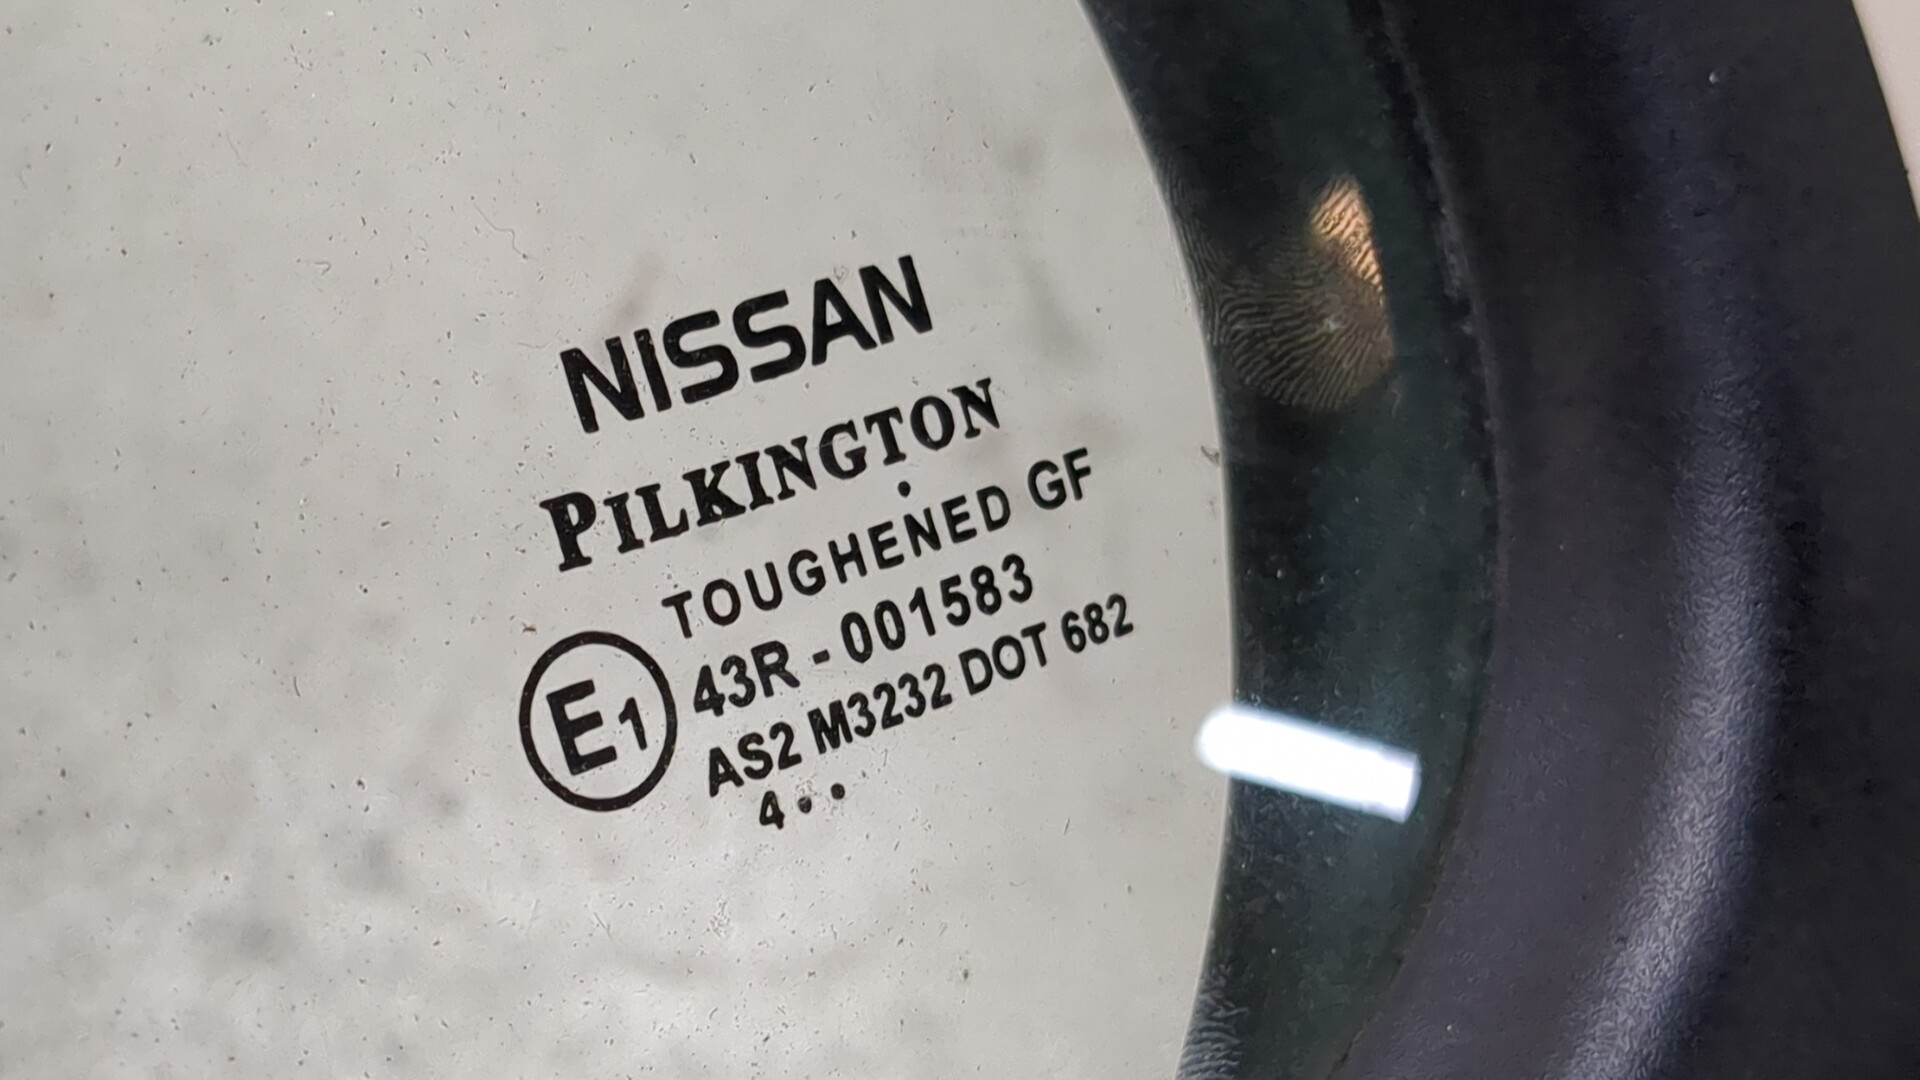 NISSAN
PILKINGTON
TOUGHENED GF
E1 43R - 001583
AS2 M3232 DOT 682
4••